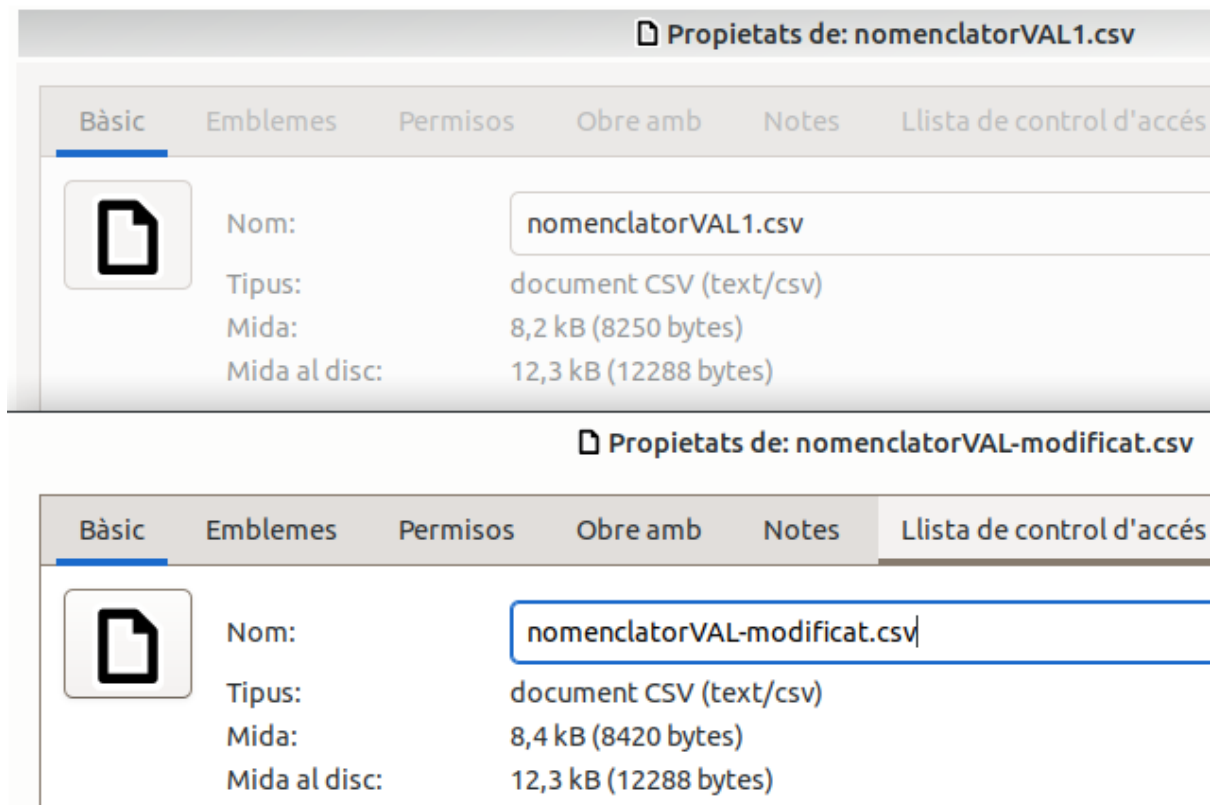 Propietats de: nomenclatorVAL1.csv
Bàsic Emblemes Permisos Obre amb Notes Llista de control d'accés
Nom: nomenclatorVAL1.csv
Tipus: document CSV (text/csv)
Mida: 8,2 kB (8250 bytes)
Mida al disc: 12,3 kB (12288 bytes)
Propietats de: nomenclatorVAL-modificat.csv
Bàsic Emblemes Permisos Obre amb Notes Llista de control d'accés
Nom: nomenclatorVAL-modificat.csv
Tipus: document CSV (text/csv)
Mida: 8,4 kB (8420 bytes)
Mida al disc: 12,3 kB (12288 bytes)